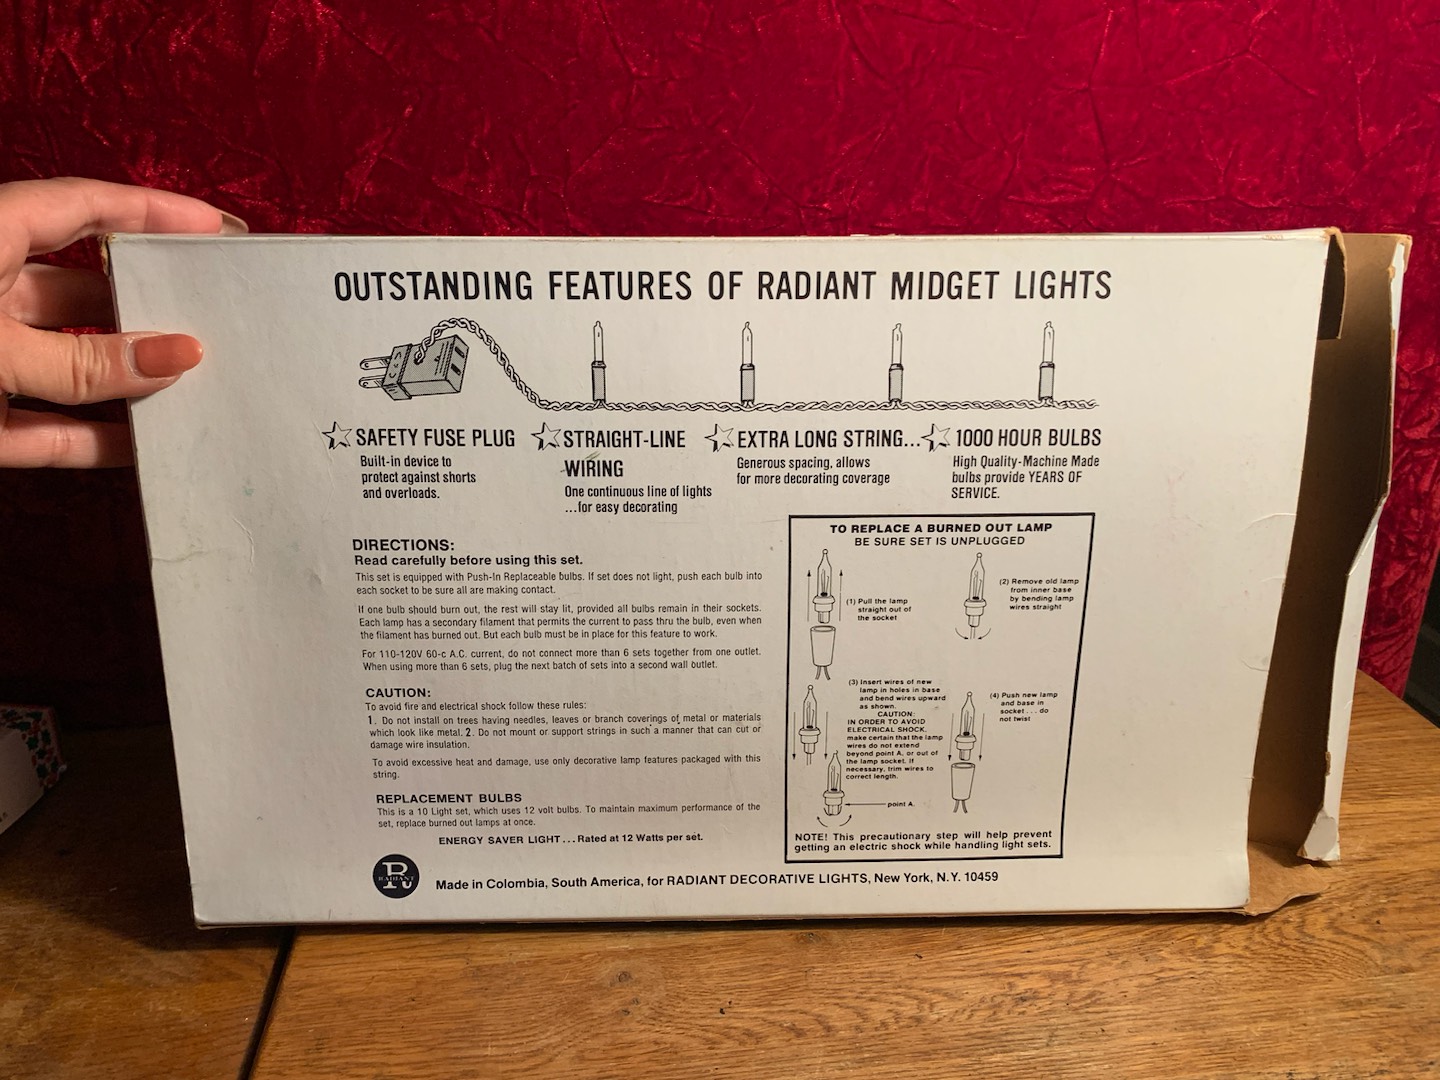 OUTSTANDING FEATURES OF RADIANT MIDGET LIGHTS
SAFETY FUSE PLUG
Built-in device to
protect against shorts
and overloads.
STRAIGHT-LINE
WIRING
One continuous line of lights
...for easy decorating
EXTRA LONG STRING...
Generous spacing, allows
for more decorating coverage
1000 HOUR BULBS
High Quality-Machine Made
bulbs provide YEARS OF
SERVICE.
DIRECTIONS:
Read carefully before using this set.
This set is equipped with Push-In Replaceable bulbs. If set does not light, push each bulb into
each socket to be sure all are making contact.
If one bulb should burn out, the rest will stay lit, provided all bulbs remain in their sockets.
Each lamp has a secondary filament that permits the current to pass thru the bulb, even when
the filament has burned out. But each bulb must be in place for this feature to work.
For 110-120V 60-c A.C. current, do not connect more than 6 sets together from one outlet.
When using more than 6 sets, plug the next batch of sets into a second wall outlet.
CAUTION:
To avoid fire and electrical shock follow these rules:
1. Do not install on trees having needles, leaves or branch coverings of metal or materials
which look like metal. 2. Do not mount or support strings in such a manner that can cut or
damage wire insulation.
To avoid excessive heat and damage, use only decorative lamp features packaged with this
string.
REPLACEMENT BULBS
This is a 10 Light set, which uses 12 volt bulbs. To maintain maximum performance of the
set, replace burned out lamps at once.
ENERGY SAVER LIGHT...Rated at 12 Watts per set.
TO REPLACE A BURNED OUT LAMP
BE SURE SET IS UNPLUGGED
(1) Pull the lamp
straight out of
the socket
(2) Remove old lamp
from inner base
by bending lamp
wires straight
(3) Insert wires of new
lamp in holes in base
and bend wires upward
as shown.
CAUTION:
IN ORDER TO AVOID
ELECTRICAL SHOCK,
make certain that the lamp
wires do not extend
beyond point A, or out of
the lamp socket. If
necessary, trim wires to
correct length.
(4) Push new lamp
and base in
socket... do
not twist
point A.
NOTE! This precautionary step will help prevent
getting an electric shock while handling light sets.
R
RADIANT
Made in Colombia, South America, for RADIANT DECORATIVE LIGHTS, New York, N.Y. 10459